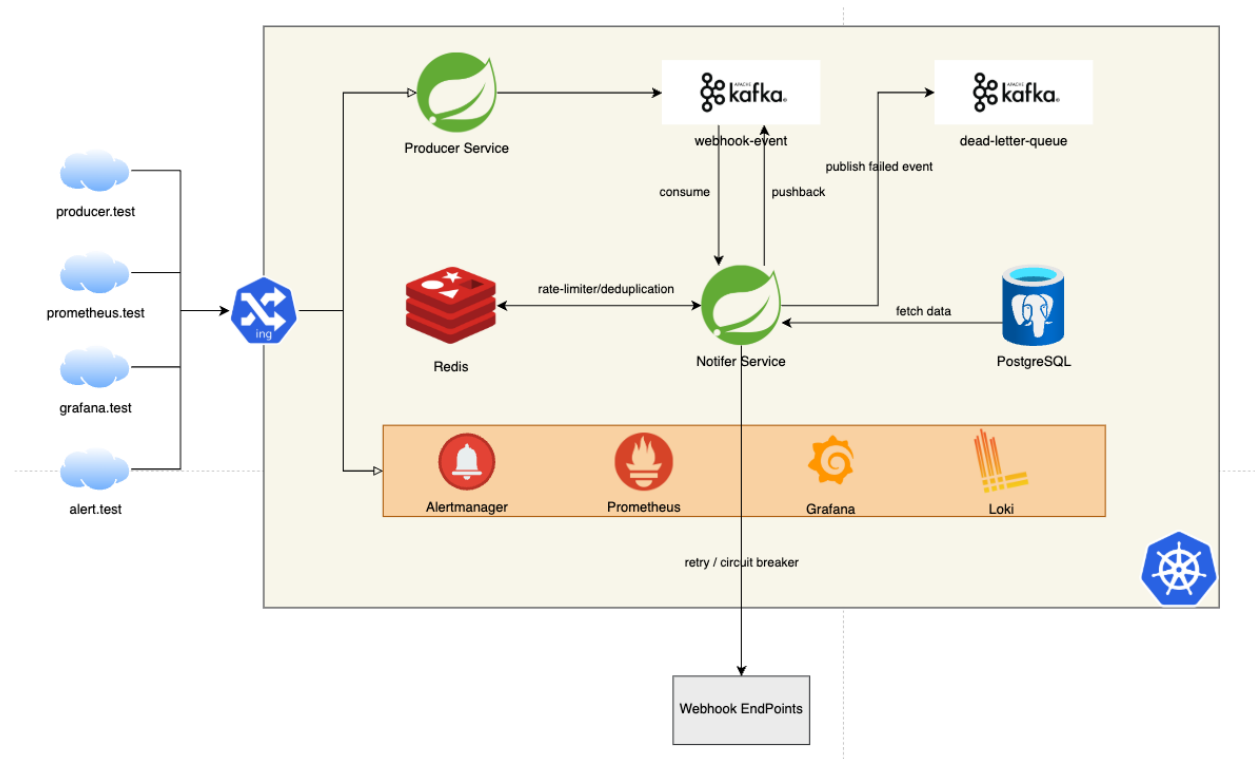 APACHE
kafka
APACHE
kafka
Producer Service
webhook-event
dead-letter-queue
publish failed event
consume
pushback
producer.test
rate-limiter/deduplication
prometheus.test
fetch data
ing
Redis
Notifer Service
PostgreSQL
grafana.test
alert.test
Alertmanager
Prometheus
Grafana
Loki
retry / circuit breaker
Webhook EndPoints